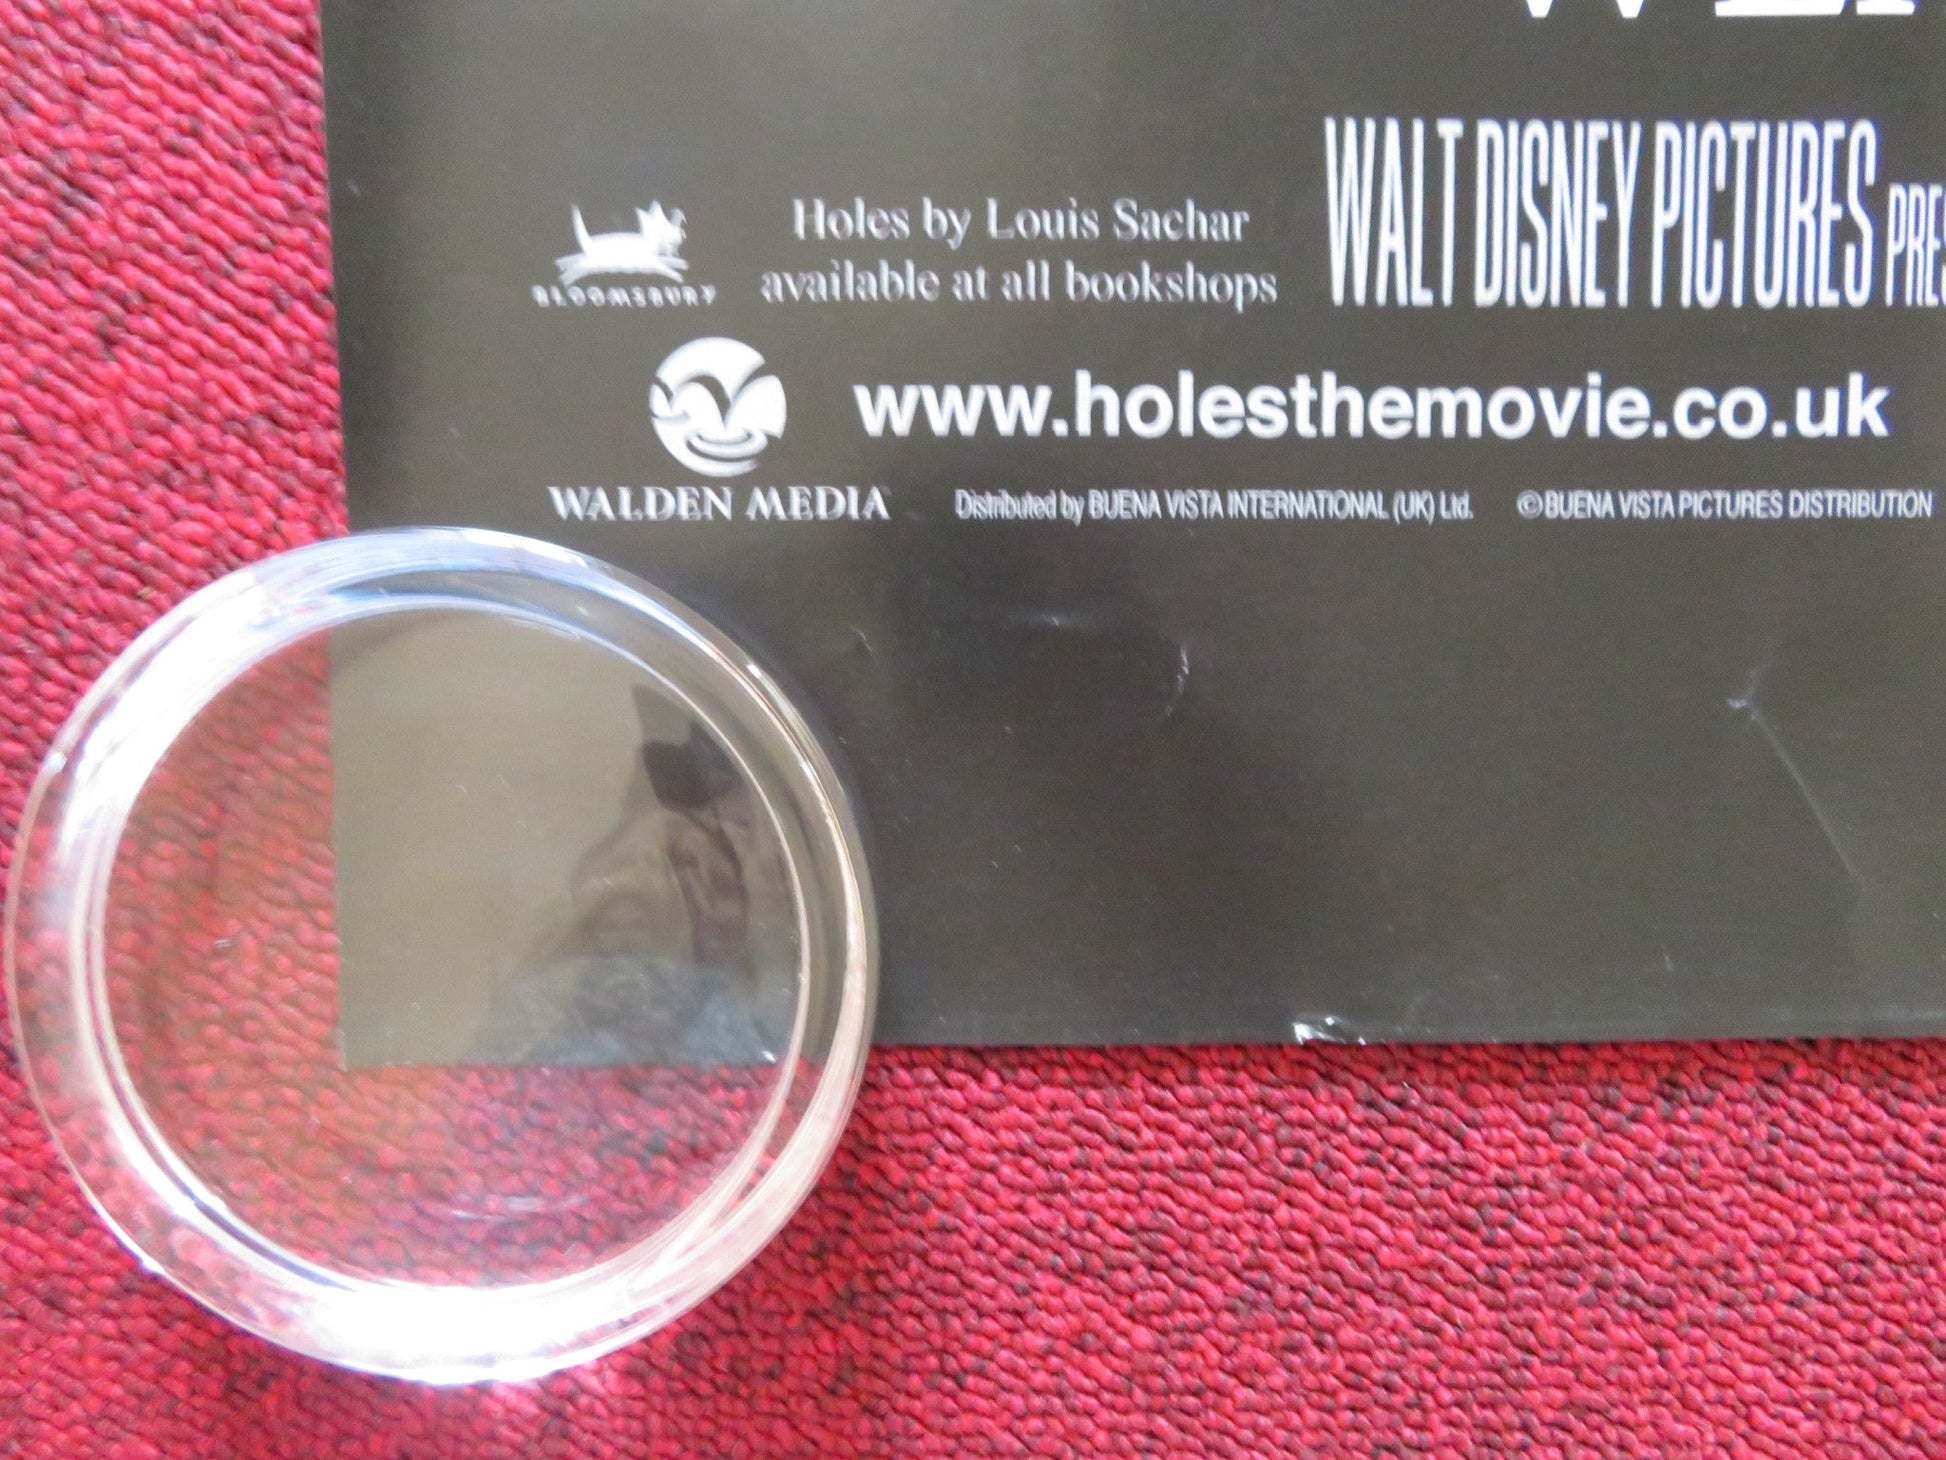 WALT DISNEY PICTURES
Holes by Louis Sachar
available at all bookshops
BLOOMSBURY
www.holesthemovie.co.uk
WALDEN MEDIA
Distributed by BUENA VISTA INTERNATIONAL (UK) Ltd. © BUENA VISTA PICTURES DISTRIBUTION